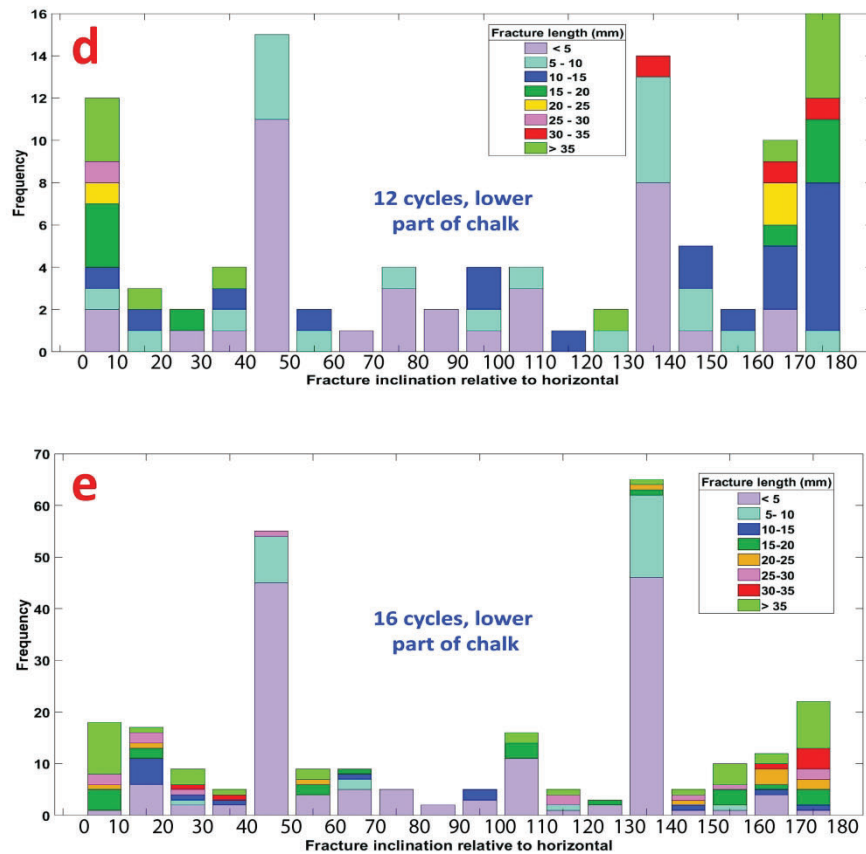 d
Fracture length (mm)
< 5
5 - 10
10 -15
15 - 20
20 - 25
25 - 30
30 - 35
> 35
16
14
12
10
8
6
4
2
0
Frequency
12 cycles, lower
part of chalk
0 10 20 30 40 50 60 70 80 90 100 110 120 130 140 150 160 170 180
Fracture inclination relative to horizontal
e
Fracture length (mm)
< 5
5- 10
10-15
15-20
20-25
25-30
30-35
> 35
70
60
50
40
30
20
10
0
Frequency
16 cycles, lower
part of chalk
0 10 20 30 40 50 60 70 80 90 100 110 120 130 140 150 160 170 180
Fracture inclination relative to horizontal